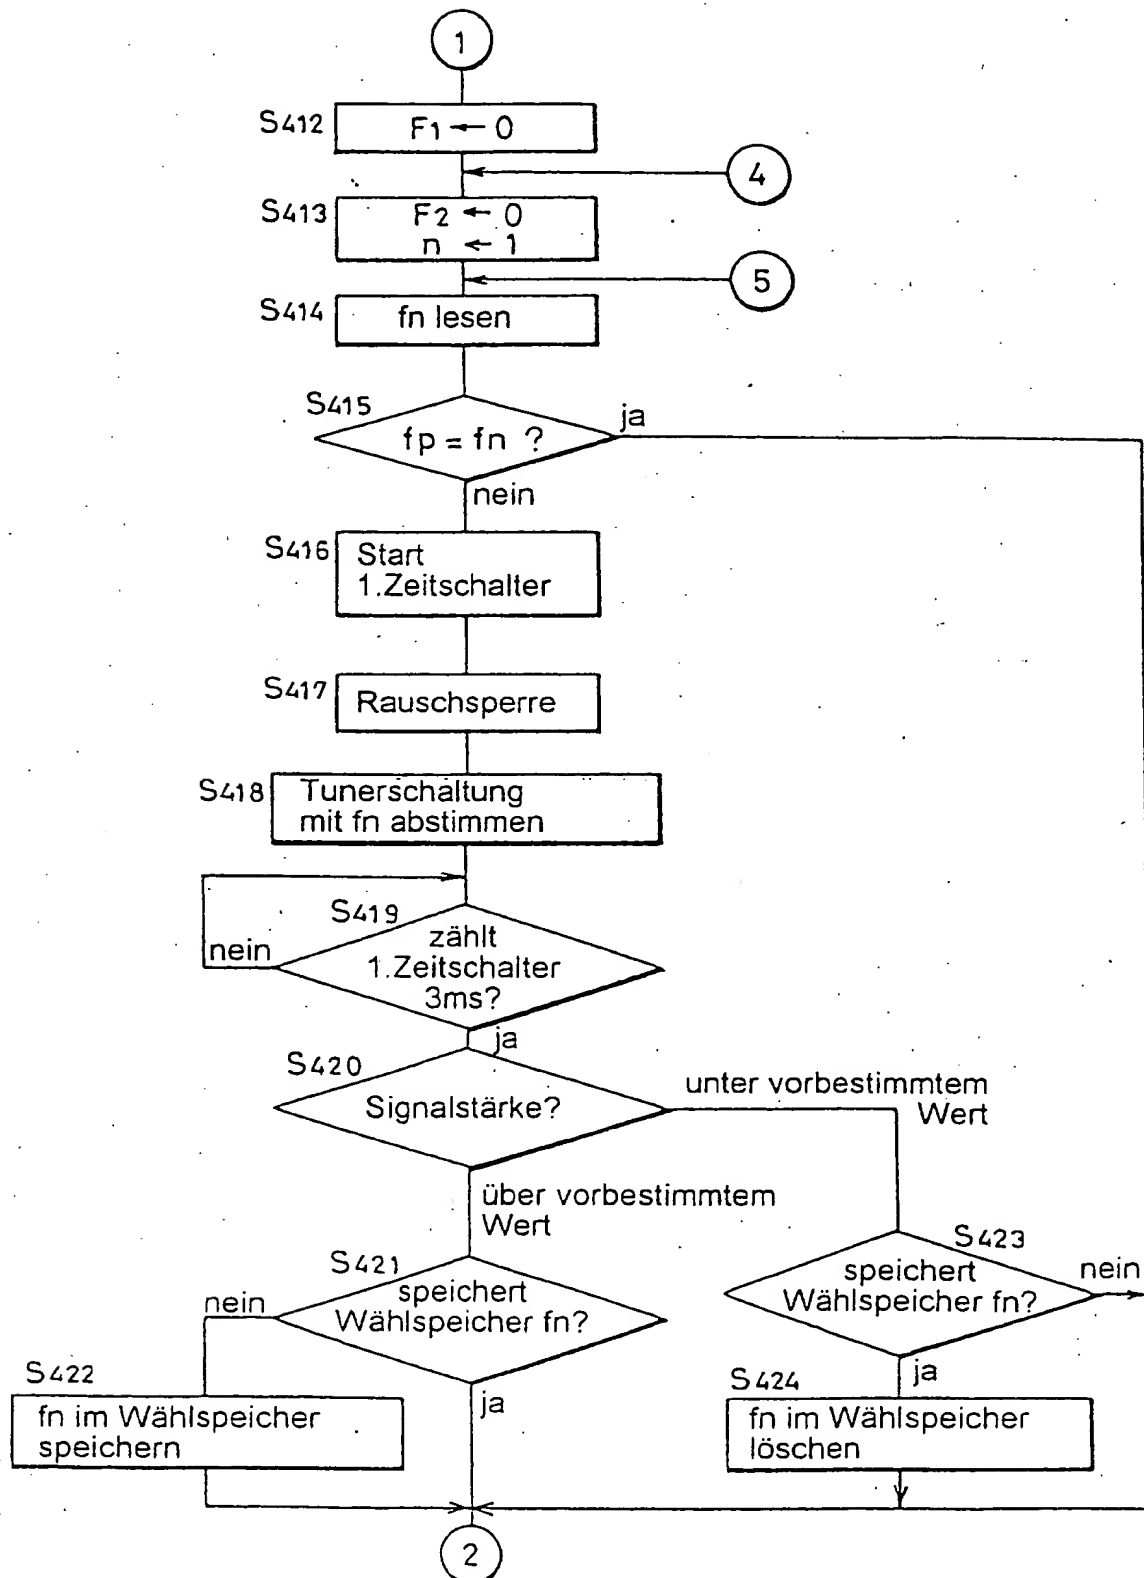 1
S412
F1 ← 0
4
S413
F2 ← 0
n ← 1
5
S414
fn lesen
S415
fp = fn ?
ja
nein
S416
Start
1.Zeitschalter
S417
Rauschsperre
S418
Tunerschaltung
mit fn abstimmen
S419
nein
zählt
1.Zeitschalter
3ms?
ja
S420
Signalstärke?
unter vorbestimmtem
Wert
über vorbestimmtem
Wert
S421
nein
speichert
Wählspeicher fn?
ja
S423
speichert
Wählspeicher fn?
nein
ja
S422
fn im Wählspeicher
speichern
S424
fn im Wählspeicher
löschen
2